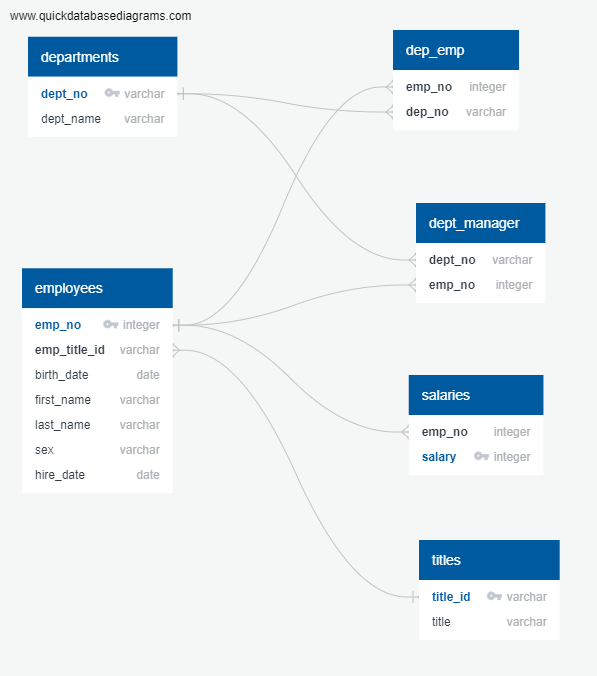 www.quickdatabasediagrams.com
departments
dept_no varchar
dept_name varchar
dep_emp
emp_no integer
dep_no varchar
dept_manager
dept_no varchar
emp_no integer
employees
emp_no integer
emp_title_id varchar
birth_date date
first_name varchar
last_name varchar
sex varchar
hire_date date
salaries
emp_no integer
salary integer
titles
title_id varchar
title varchar